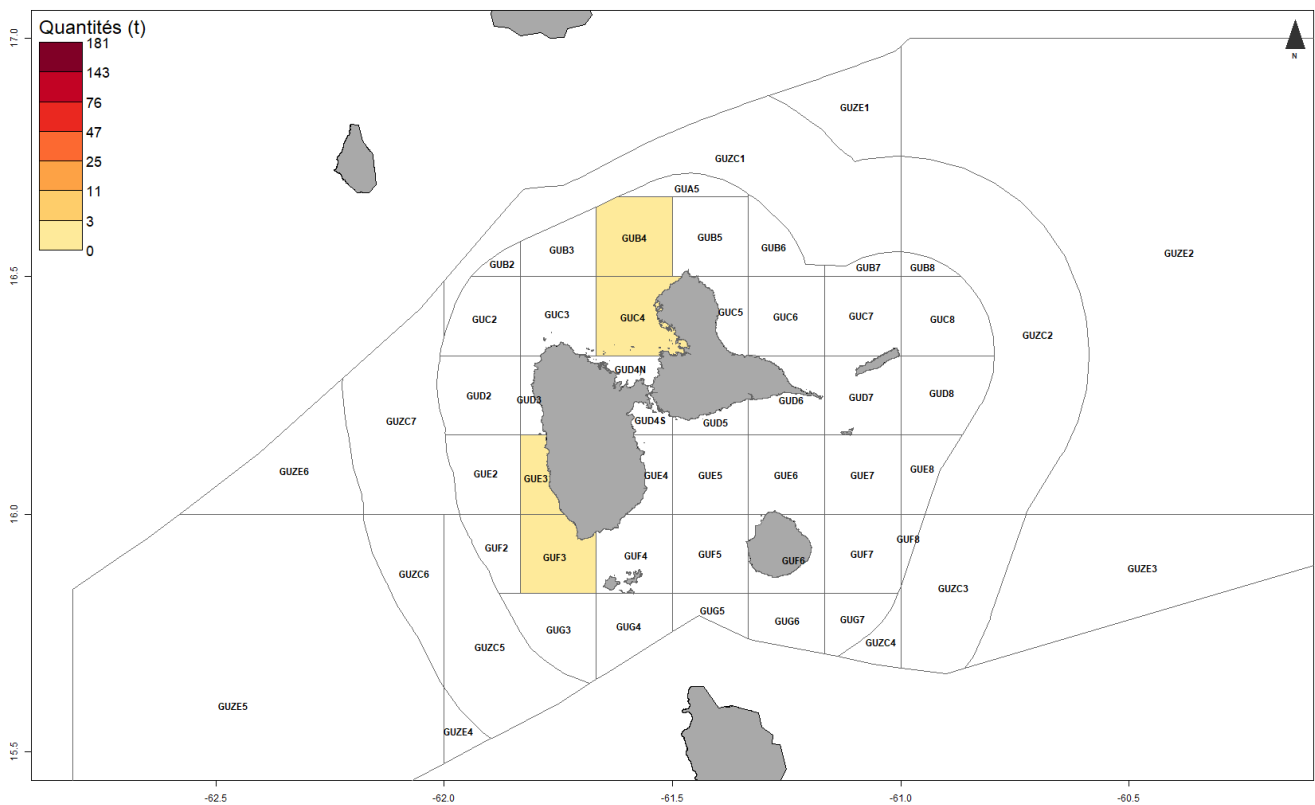 Quantités (t)
181
143
76
47
25
11
3
0
N
17.0
16.5
16.0
15.5
GUZE1
GUZC1
GUA5
GUB4
GUB5
GUB3
GUB6
GUB2
GUB7
GUB8
GUZE2
GUC2
GUC3
GUC4
GUC5
GUC6
GUC7
GUC8
GUZC2
GUD4N
GUD2
GUD3
GUD6
GUD7
GUD8
GUZC7
GUD4S
GUD5
GUZE6
GUE2
GUE3
GUE4
GUE5
GUE6
GUE7
GUE8
GUF2
GUF3
GUF4
GUF5
GUF6
GUF7
GUF8
GUZC6
GUZE3
GUZC3
GUG5
GUG3
GUG4
GUG6
GUG7
GUZC5
GUZC4
GUZE5
GUZE4
-62.5
-62.0
-61.5
-61.0
-60.5